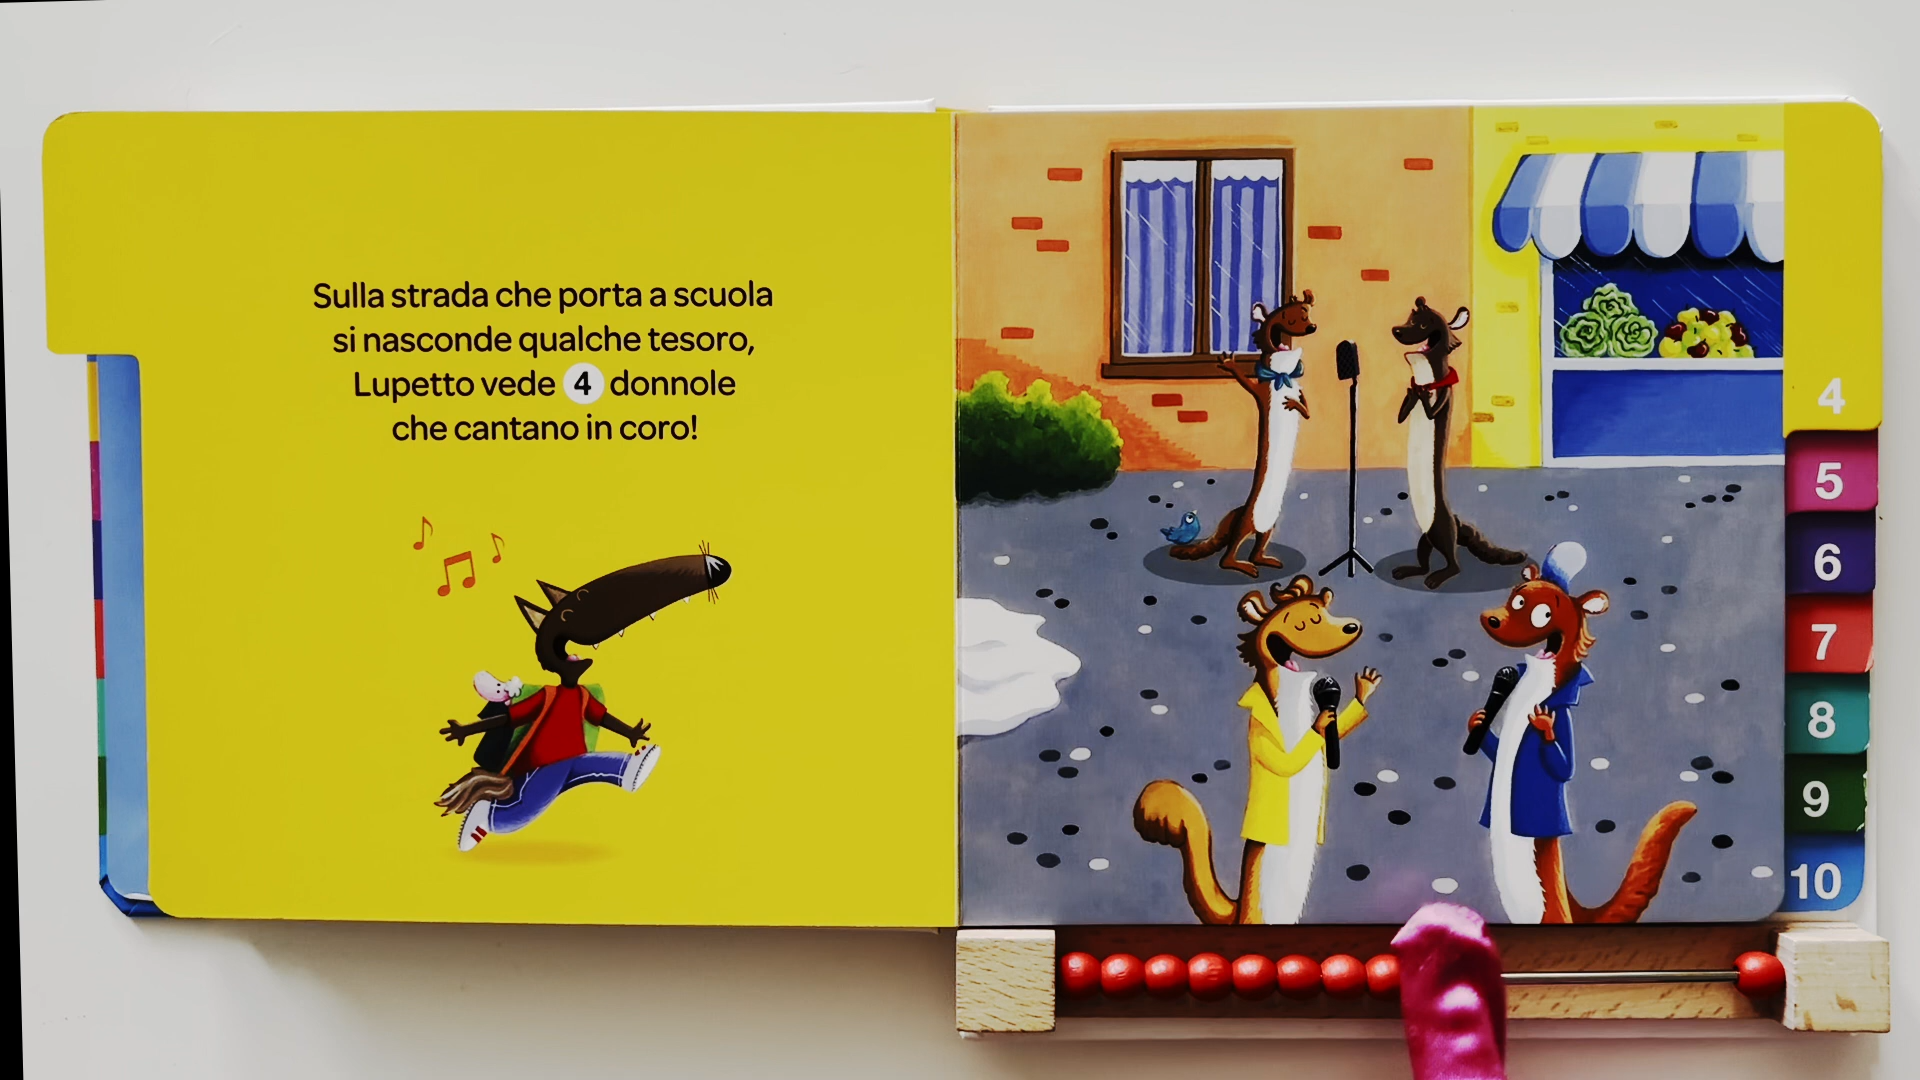 Sulla strada che porta a scuola
si nasconde qualche tesoro,
Lupetto vede 4 donnole
che cantano in coro!
4
5
6
7
8
9
10